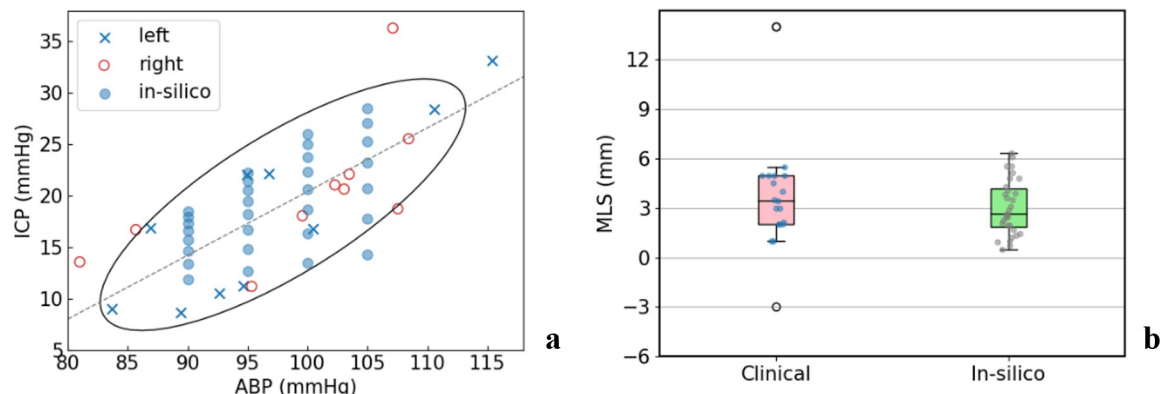 35
30
25
20
15
10
5
ICP (mmHg)
left
right
in-silico
80 85 90 95 100 105 110 115
ABP (mmHg)
a
12
9
6
3
0
−3
−6
MLS (mm)
Clinical In-silico
b